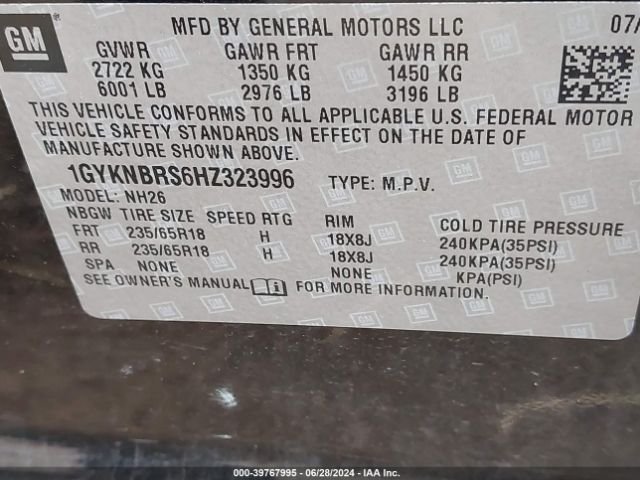 GM MFD BY GENERAL MOTORS LLC 07/
GVWR GAWR FRT GAWR RR
2722 KG 1350 KG 1450 KG
6001 LB 2976 LB 3196 LB
THIS VEHICLE CONFORMS TO ALL APPLICABLE U.S. FEDERAL MOTOR
VEHICLE SAFETY STANDARDS IN EFFECT ON THE DATE OF
MANUFACTURE SHOWN ABOVE.
1GYKNBRS6HZ323996 TYPE: M.P.V.
MODEL: NH26
NBGW TIRE SIZE SPEED RTG RIM COLD TIRE PRESSURE
FRT 235/65R18 H 18X8J 240KPA(35PSI)
RR 235/65R18 H 18X8J 240KPA(35PSI)
SPA NONE NONE KPA(PSI)
SEE OWNER'S MANUAL i FOR MORE INFORMATION.
000-39767995 - 06/28/2024 - IAA Inc.